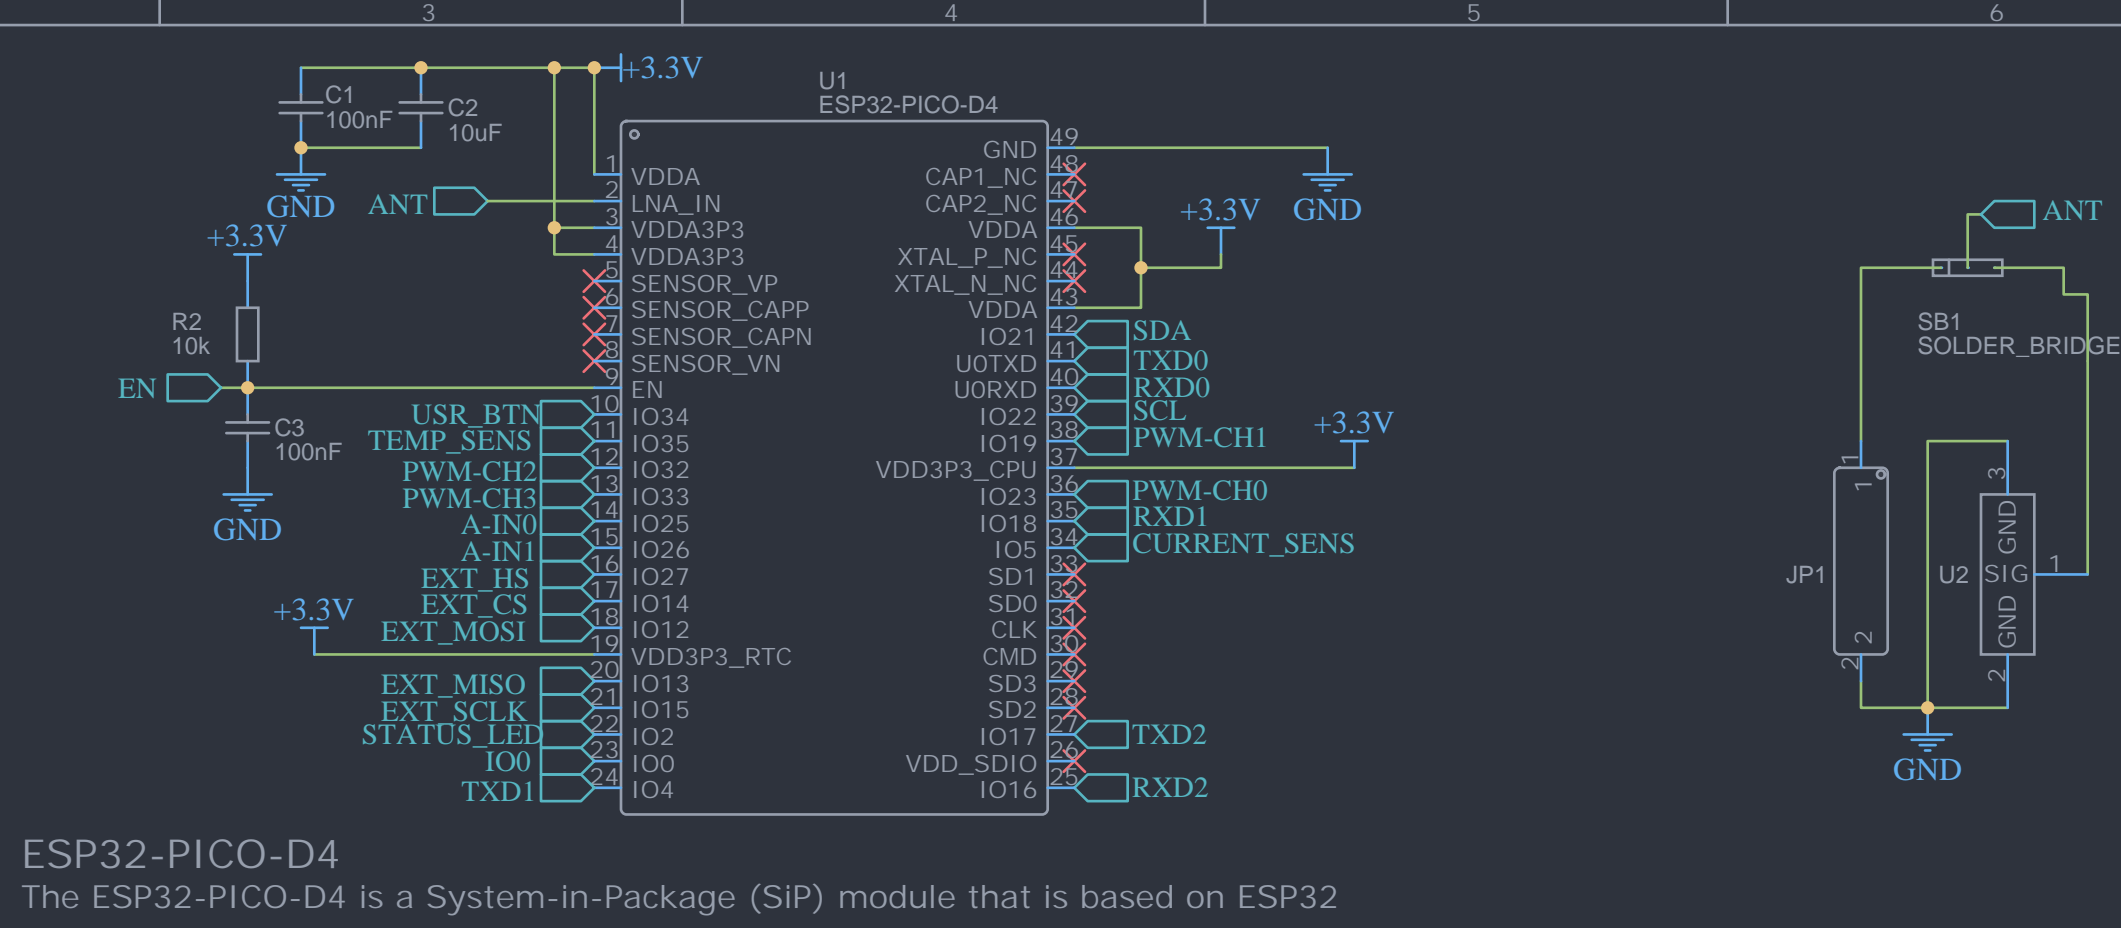 3 4 5 6
+3.3V
C1
100nF
C2
10uF
GND
U1
ESP32-PICO-D4
ANT
+3.3V
R2
10k
EN
C3
100nF
GND
1 VDDA
2 LNA_IN
3 VDDA3P3
4 VDDA3P3
5 SENSOR_VP
6 SENSOR_CAPP
7 SENSOR_CAPN
8 SENSOR_VN
9 EN
USR_BTN 10 IO34
TEMP_SENS 11 IO35
PWM-CH2 12 IO32
PWM-CH3 13 IO33
A-IN0 14 IO25
A-IN1 15 IO26
EXT_HS 16 IO27
EXT_CS 17 IO14
EXT_MOSI 18 IO12
+3.3V
19 VDD3P3_RTC
EXT_MISO 20 IO13
EXT_SCLK 21 IO15
STATUS_LED 22 IO2
IO0 23 IO0
TXD1 24 IO4
GND 49
CAP1_NC 48
CAP2_NC 47
VDDA 46
XTAL_P_NC 45
XTAL_N_NC 44
VDDA 43
+3.3V
GND
IO21 42 SDA
U0TXD 41 TXD0
U0RXD 40 RXD0
IO22 39 SCL
IO19 38 PWM-CH1
VDD3P3_CPU 37
+3.3V
IO23 36 PWM-CH0
IO18 35 RXD1
IO5 34 CURRENT_SENS
SD1 33
SD0 32
CLK 31
CMD 30
SD3 29
SD2 28
IO17 27 TXD2
VDD_SDIO 26
IO16 25 RXD2
ANT
SB1
SOLDER_BRIDGE
JP1
1
1
2
2
U2
3
GND
SIG 1
GND
2
GND
ESP32-PICO-D4
The ESP32-PICO-D4 is a System-in-Package (SiP) module that is based on ESP32